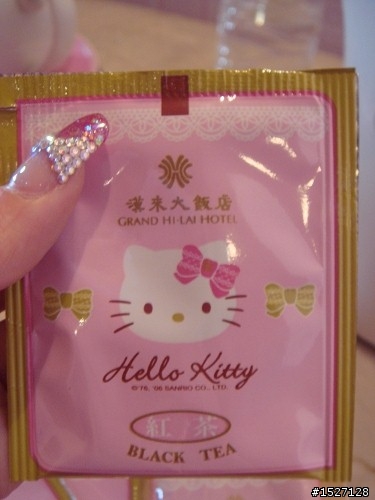 漢來大飯店
GRAND HI-LAI HOTEL
Hello Kitty
©'76, '06 SANRIO CO., LTD.
紅茶
BLACK TEA
#1527128